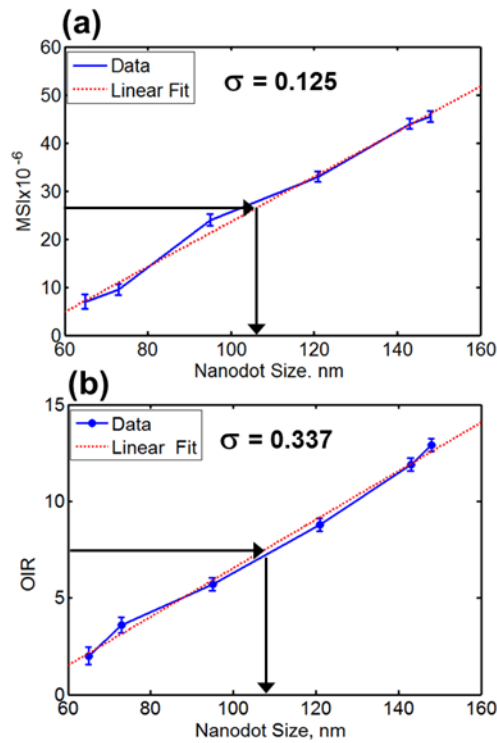 (a)
60
50
40
30
20
10
0
MSIx10^-6
Data
Linear Fit
σ = 0.125
60 80 100 120 140 160
Nanodot Size. nm
(b)
15
10
5
0
OIR
Data
Linear Fit
σ = 0.337
60 80 100 120 140 160
Nanodot Size, nm